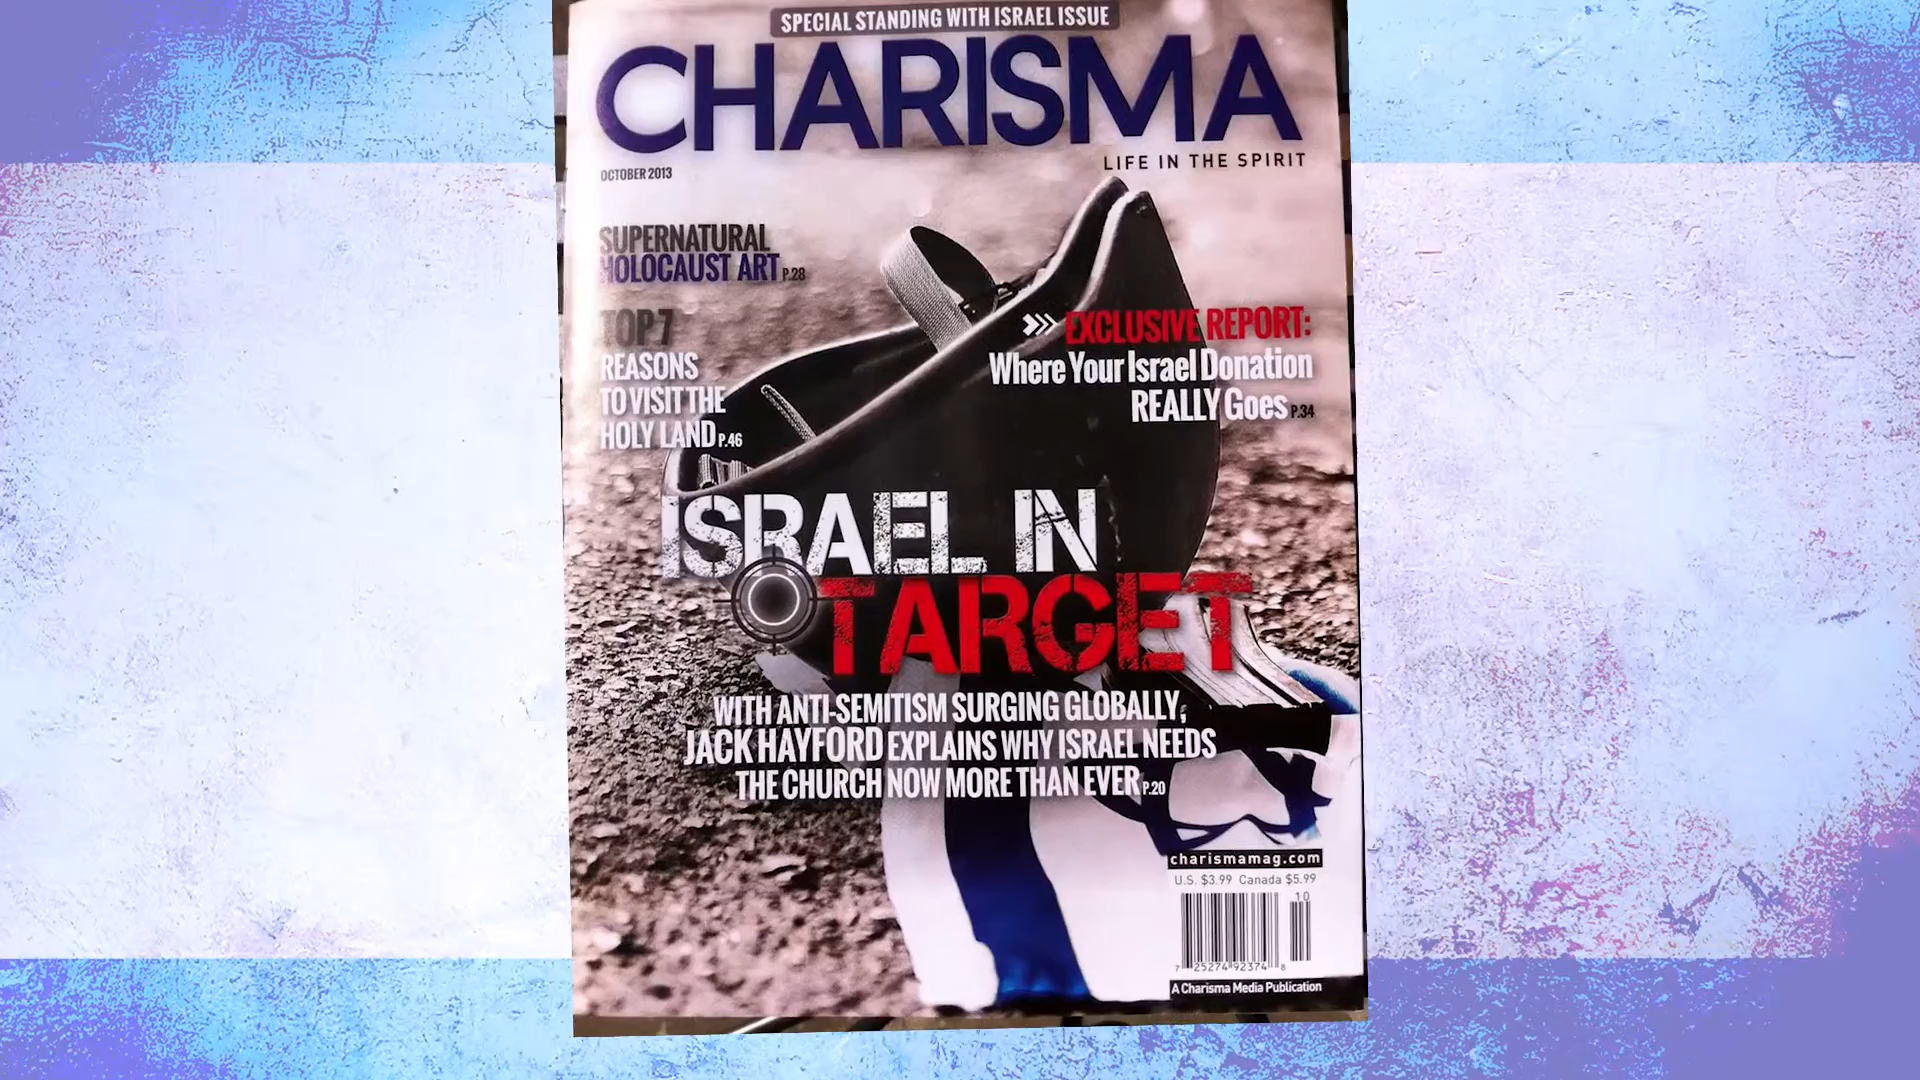 SPECIAL STANDING WITH ISRAEL ISSUE
CHARISMA
LIFE IN THE SPIRIT
OCTOBER 2013
SUPERNATURAL
HOLOCAUST ART P.28
TOP 7
REASONS
TO VISIT THE
HOLY LAND P.46
EXCLUSIVE REPORT:
Where Your Israel Donation
REALLY Goes P.34
ISRAEL IN
TARGET
WITH ANTI-SEMITISM SURGING GLOBALLY,
JACK HAYFORD EXPLAINS WHY ISRAEL NEEDS
THE CHURCH NOW MORE THAN EVER P.20
charismamag.com
U.S. $3.99 Canada $5.99
10
7 25274 92374 8
A Charisma Media Publication